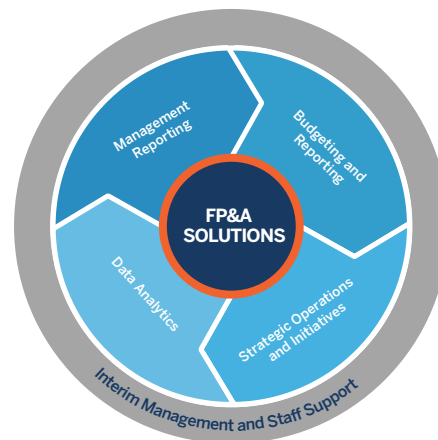 Management
Reporting
Budgeting and
Reporting
FP&A
SOLUTIONS
Data Analytics
Strategic Operations
and Initiatives
Interim Management and Staff Support